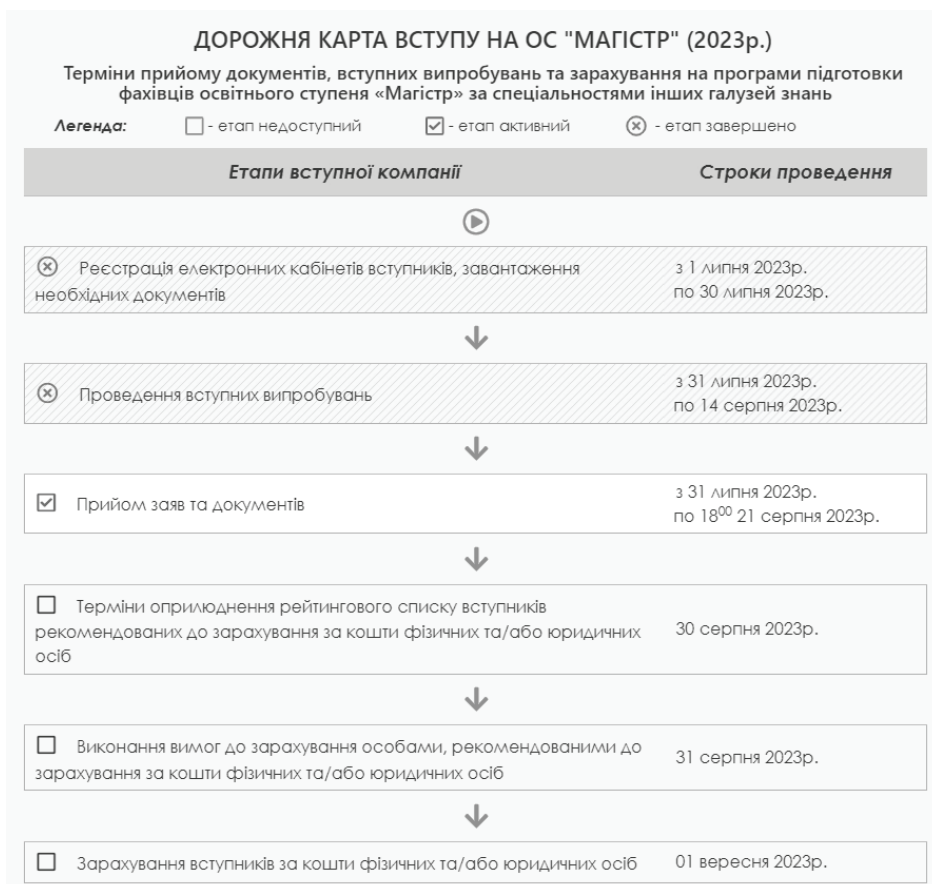 ДОРОЖНЯ КАРТА ВСТУПУ НА ОС "МАГІСТР" (2023р.)
Терміни прийому документів, вступних випробувань та зарахування на програми підготовки
фахівців освітнього ступеня «Магістр» за спеціальностями інших галузей знань
Легенда: - етап недоступний - етап активний - етап завершено
Етапи вступної компанії Строки проведення
Реєстрація електронних кабінетів вступників, завантаження
необхідних документів
з 1 липня 2023р.
по 30 липня 2023р.
Проведення вступних випробувань
з 31 липня 2023р.
по 14 серпня 2023р.
Прийом заяв та документів
з 31 липня 2023р.
по 18⁰⁰ 21 серпня 2023р.
Терміни оприлюднення рейтингового списку вступників
рекомендованих до зарахування за кошти фізичних та/або юридичних
осіб
30 серпня 2023р.
Виконання вимог до зарахування особами, рекомендованими до
зарахування за кошти фізичних та/або юридичних осіб
31 серпня 2023р.
Зарахування вступників за кошти фізичних та/або юридичних осіб 01 вересня 2023р.